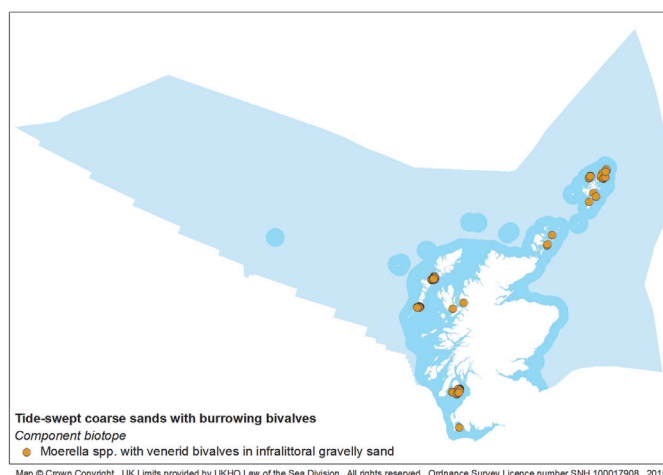 Tide-swept coarse sands with burrowing bivalves
Component biotope
Moerella spp. with venerid bivalves in infralittoral gravelly sand
Map © Crown Copyright. UK Limits provided by UKHO Law of the Sea Division. All rights reserved. Ordnance Survey Licence number SNH 100017908